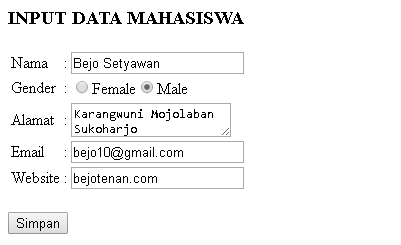 INPUT DATA MAHASISWA
Nama : Bejo Setyawan
Gender : Female Male
Alamat : Karangwuni Mojolaban
Sukoharjo
Email : bejo10@gmail.com
Website : bejotenan.com
Simpan